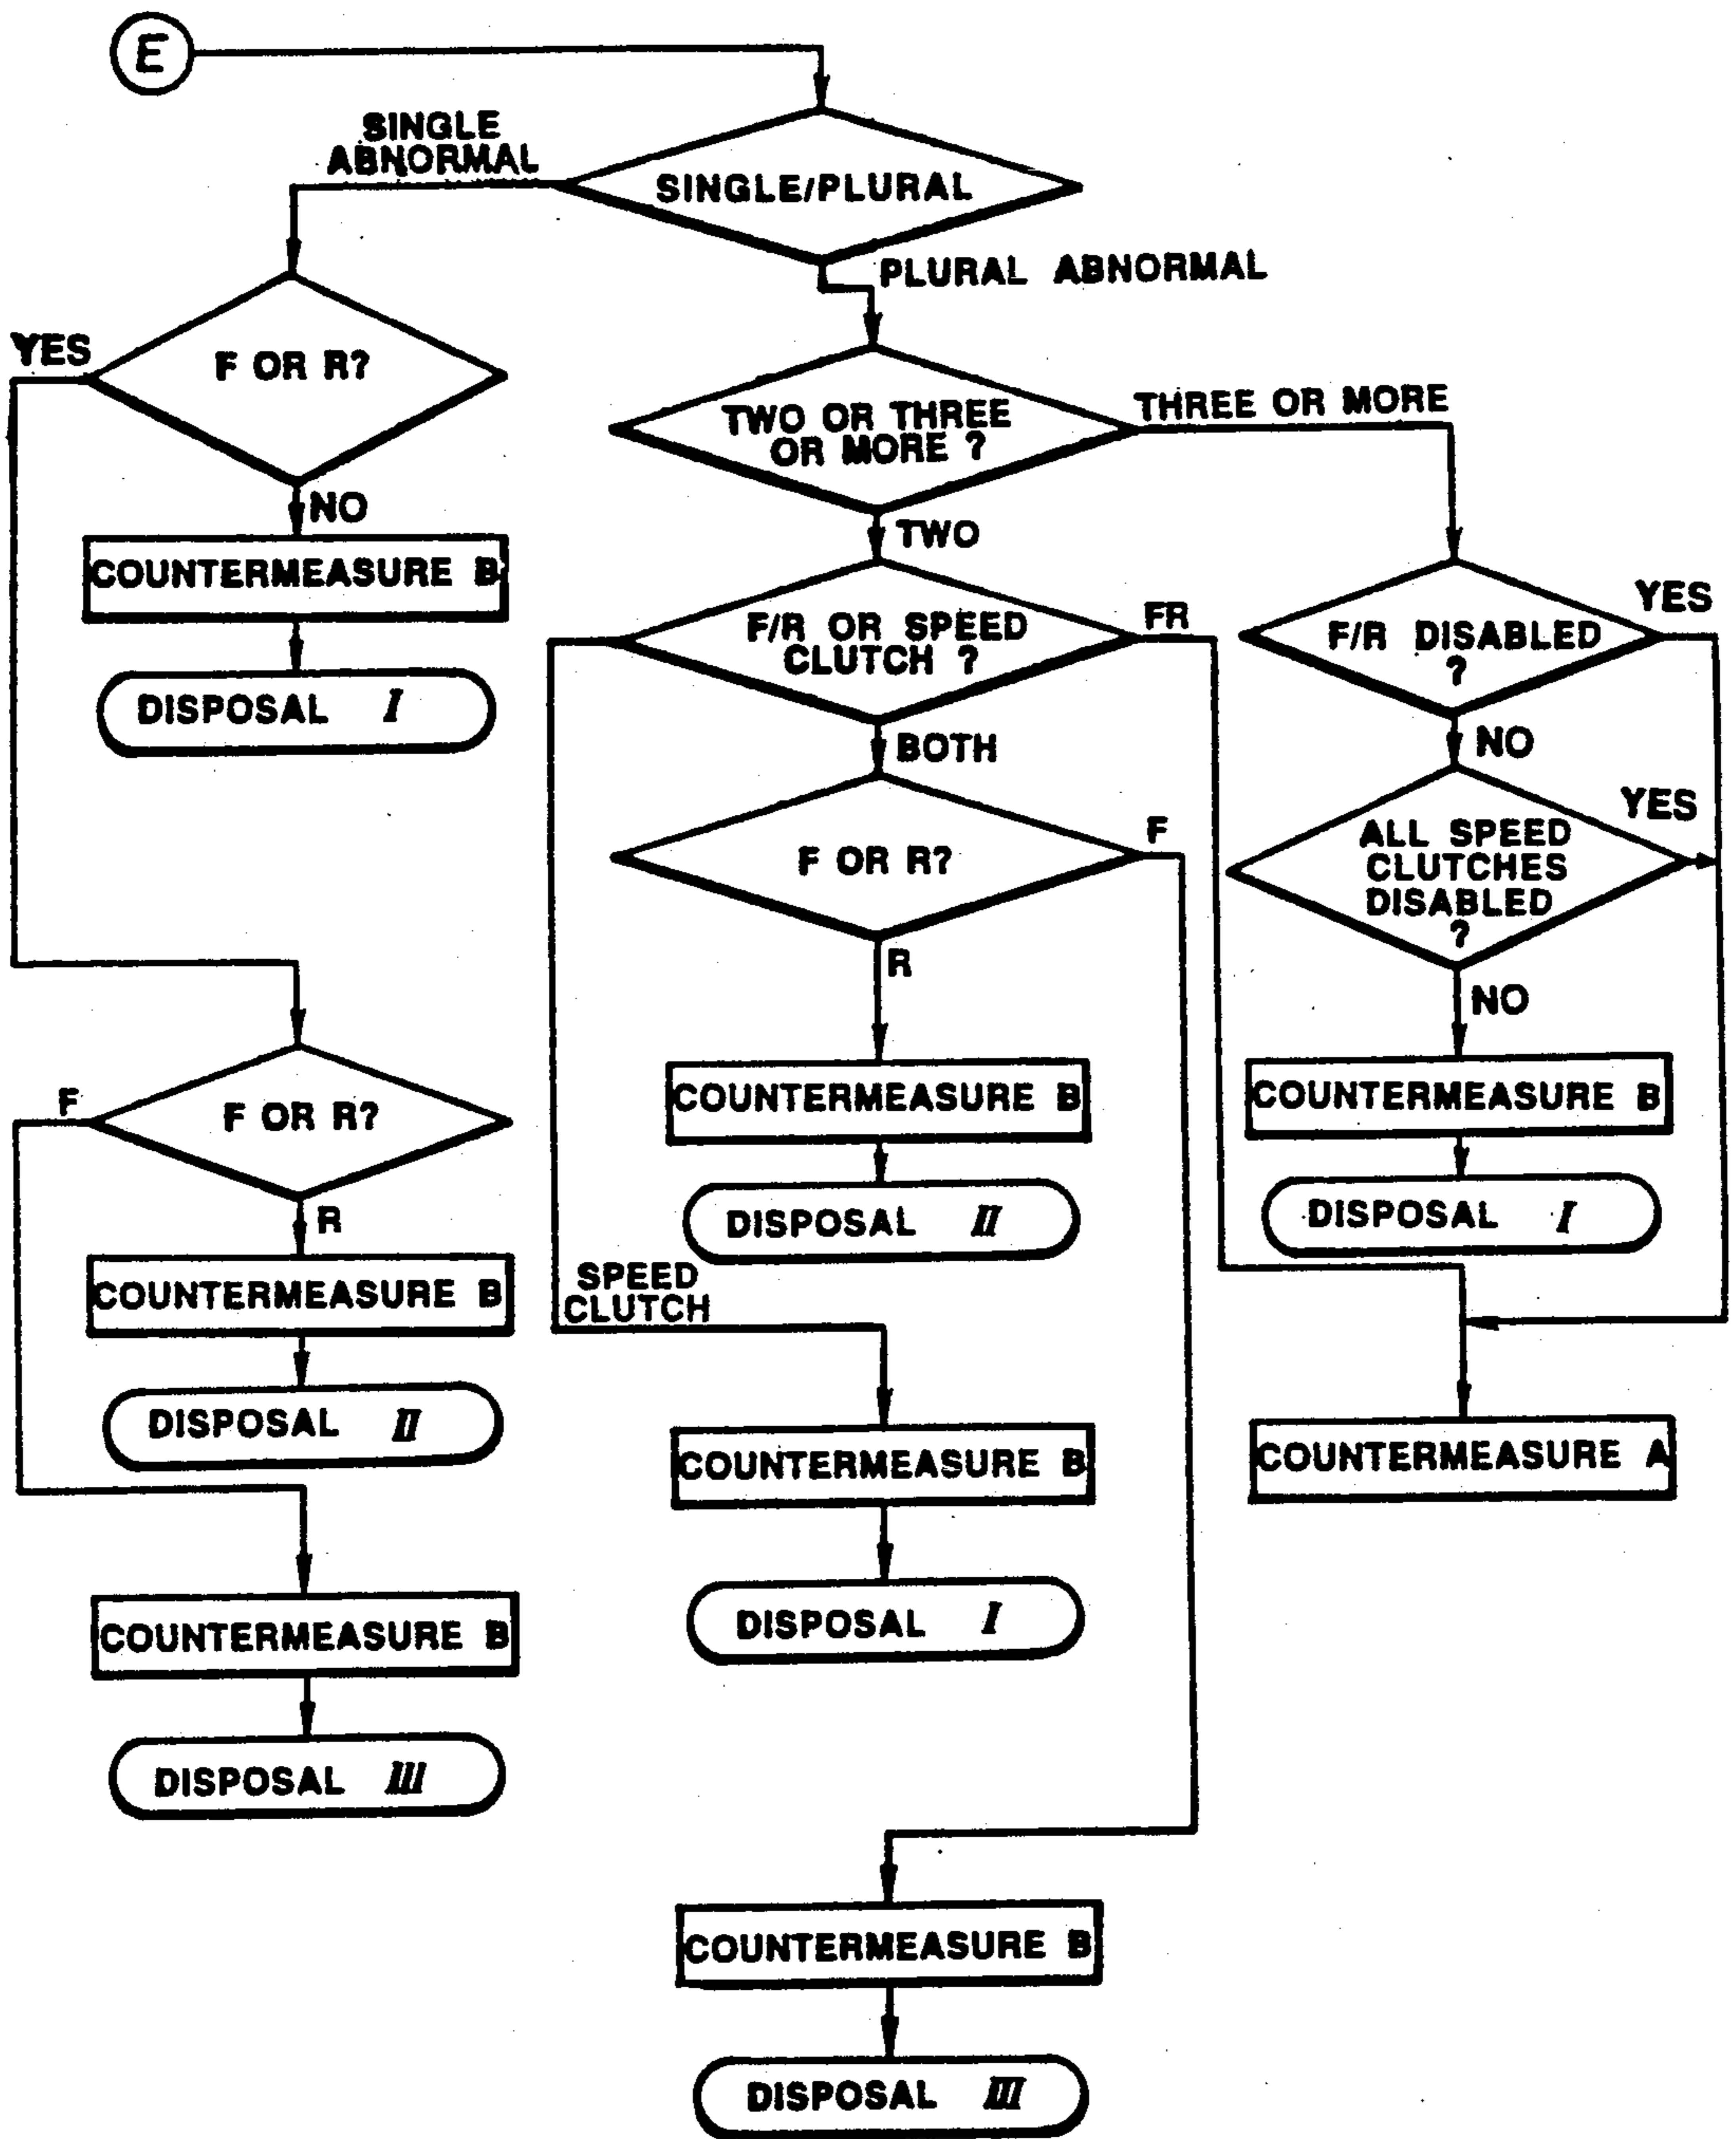 E
SINGLE
ABNORMAL
SINGLE/PLURAL
PLURAL ABNORMAL
YES
F OR R?
NO
COUNTERMEASURE B
DISPOSAL I
TWO OR THREE
OR MORE ?
THREE OR MORE
TWO
F/R OR SPEED
CLUTCH ?
FR
BOTH
F/R DISABLED
?
YES
NO
F OR R?
F
R
ALL SPEED
CLUTCHES
DISABLED
?
YES
NO
COUNTERMEASURE B
DISPOSAL II
COUNTERMEASURE B
DISPOSAL I
F OR R?
F
R
COUNTERMEASURE B
DISPOSAL II
SPEED
CLUTCH
COUNTERMEASURE B
DISPOSAL I
COUNTERMEASURE A
COUNTERMEASURE B
DISPOSAL III
COUNTERMEASURE B
DISPOSAL III